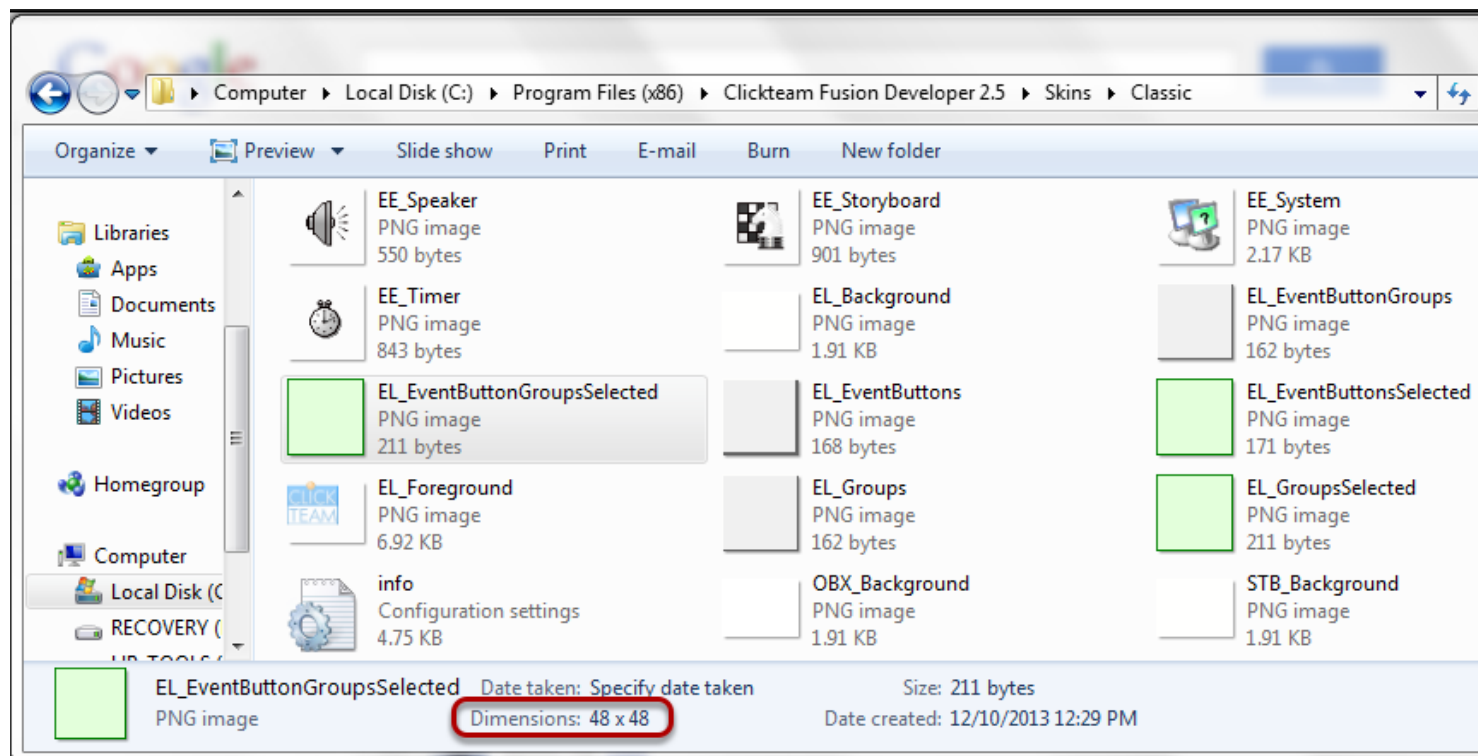 Google
Computer ▸ Local Disk (C:) ▸ Program Files (x86) ▸ Clickteam Fusion Developer 2.5 ▸ Skins ▸ Classic
Organize Preview Slide show Print E-mail Burn New folder
Libraries
Apps
Documents
Music
Pictures
Videos
Homegroup
Computer
Local Disk (C
RECOVERY (
EE_Speaker
PNG image
550 bytes
EE_Storyboard
PNG image
901 bytes
EE_System
PNG image
2.17 KB
EE_Timer
PNG image
843 bytes
EL_Background
PNG image
1.91 KB
EL_EventButtonGroups
PNG image
162 bytes
EL_EventButtonGroupsSelected
PNG image
211 bytes
EL_EventButtons
PNG image
168 bytes
EL_EventButtonsSelected
PNG image
171 bytes
CLICK
TEAM
EL_Foreground
PNG image
6.92 KB
EL_Groups
PNG image
162 bytes
EL_GroupsSelected
PNG image
211 bytes
info
Configuration settings
4.75 KB
OBX_Background
PNG image
1.91 KB
STB_Background
PNG image
1.91 KB
EL_EventButtonGroupsSelected Date taken: Specify date taken Size: 211 bytes
PNG image Dimensions: 48 x 48 Date created: 12/10/2013 12:29 PM